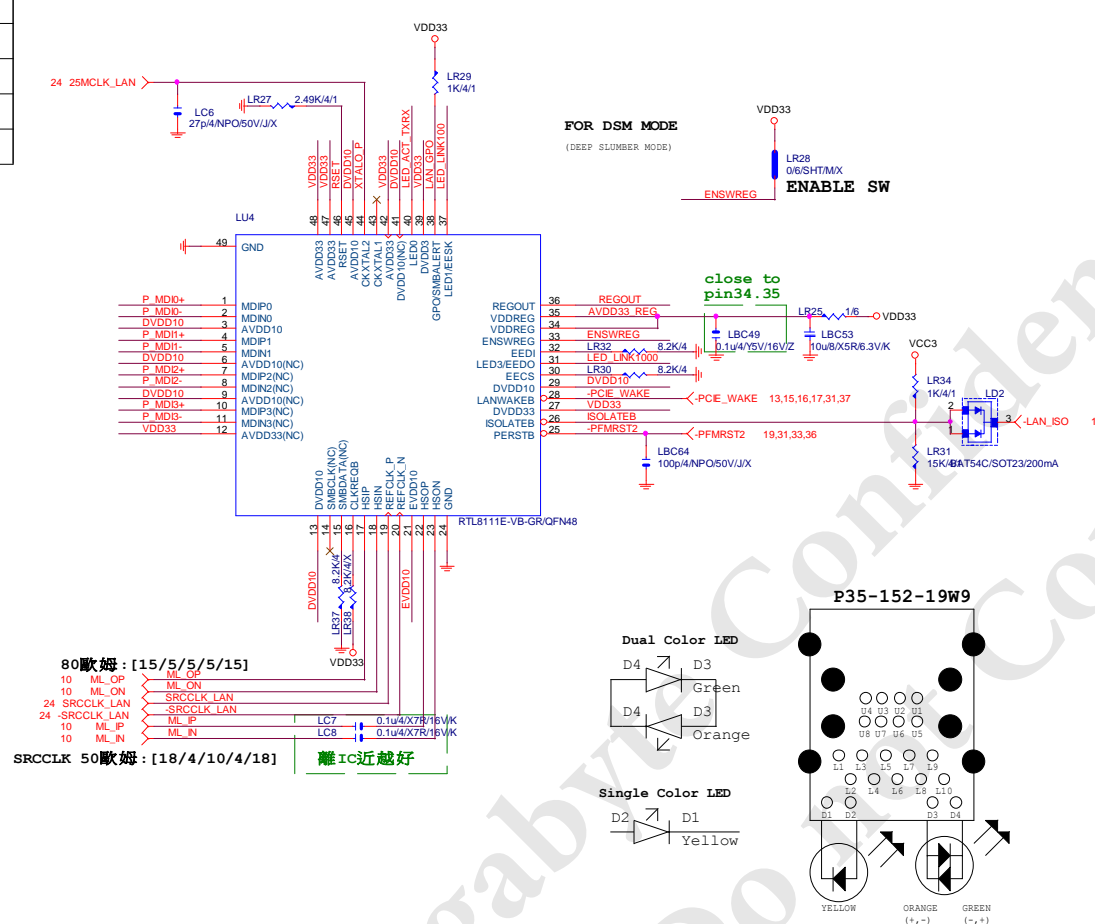 VDD33
24 25MCLK_LAN
LR29
1K/4/1
LR27 2.49K/4/1
LC6
27p/4/NPO/50V/J/X
VDD33
VDD33
RSET
DVDD10
XTALO_P
VDD33
DVDD10
LED_ACT_TXRX
VDD33
LAN_GPO
LED_LINK100
FOR DSM MODE
(DEEP SLUMBER MODE)
VDD33
LR28
0/6/SHT/M/X
ENSWREG
ENABLE SW
LU4
48 47 46 45 44 43 42 41 40 39 38 37
AVDD33
AVDD33
RSET
AVDD10
CKXTAL2
CKXTAL1
AVDD33
DVDD10(NC)
LED0
DVDD3
GPO/SMBALERT
LED1/EESK
49 GND
P_MDI0+ 1 MDIP0
P_MDI0- 2 MDIN0
DVDD10 3 AVDD10
P_MDI1+ 4 MDIP1
P_MDI1- 5 MDIN1
DVDD10 6 AVDD10(NC)
P_MDI2+ 7 MDIP2(NC)
P_MDI2- 8 MDIN2(NC)
DVDD10 9 AVDD10(NC)
P_MDI3+ 10 MDIP3(NC)
P_MDI3- 11 MDIN3(NC)
VDD33 12 AVDD33(NC)
REGOUT 36 REGOUT
VDDREG 35 AVDD33_REG
VDDREG 34
ENSWREG 33 ENSWREG
EEDI 32 LR32 8.2K/4
LED3/EEDO 31 LED_LINK1000
EECS 30 LR30 8.2K/4
DVDD10 29 DVDD10
LANWAKEB 28 -PCIE_WAKE
DVDD33 27 VDD33
ISOLATEB 26 ISOLATEB
PERSTB 25 -PFMRST2
close to
pin34.35
LBC49
0.1u/4/Y5V/16V/Z
LR25 1/6
VDD33
LBC53
10u/8/X5R/6.3V/K
-PCIE_WAKE 13,15,16,17,31,37
-PFMRST2 19,31,33,36
LBC64
100p/4/NPO/50V/J/X
VCC3
LR34
1K/4/1
LD2
2
1
3
-LAN_ISO 1
LR31
15K/4/1
BAT54C/SOT23/200mA
DVDD10
SMBCLK(NC)
SMBDATA(NC)
CLKREQB
HSIP
HSIN
REFCLK_P
REFCLK_N
EVDD10
HSOP
HSON
GND
RTL8111E-VB-GR/QFN48
13 14 15 16 17 18 19 20 21 22 23 24
DVDD10
8.2K/4
8.2K/4/X
LR37
LR38
EVDD10
VDD33
80歐姆:[15/5/5/5/15]
10 ML_OP ML_OP
10 ML_ON ML_ON
24 SRCCLK_LAN SRCCLK_LAN
24 -SRCCLK_LAN -SRCCLK_LAN
10 ML_IP ML_IP
10 ML_IN ML_IN
LC7 0.1u/4/X7R/16V/K
LC8 0.1u/4/X7R/16V/K
SRCCLK 50歐姆:[18/4/10/4/18]
離IC近越好
Dual Color LED
D4 D3
Green
D4 D3
Orange
Single Color LED
D2 D1
Yellow
P35-152-19W9
U4 U3 U2 U1
U8 U7 U6 U5
L1 L3 L5 L7 L9
L2 L4 L6 L8 L10
D1 D2 D3 D4
YELLOW
ORANGE GREEN
(+,-) (-,+)
Gigabyte Confiden
Do not Co